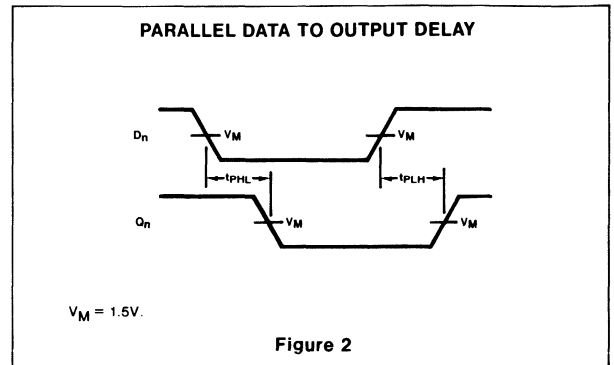 PARALLEL DATA TO OUTPUT DELAY
Dn
VM
VM
tPHL
tPLH
Qn
VM
VM
VM = 1.5V.
Figure 2